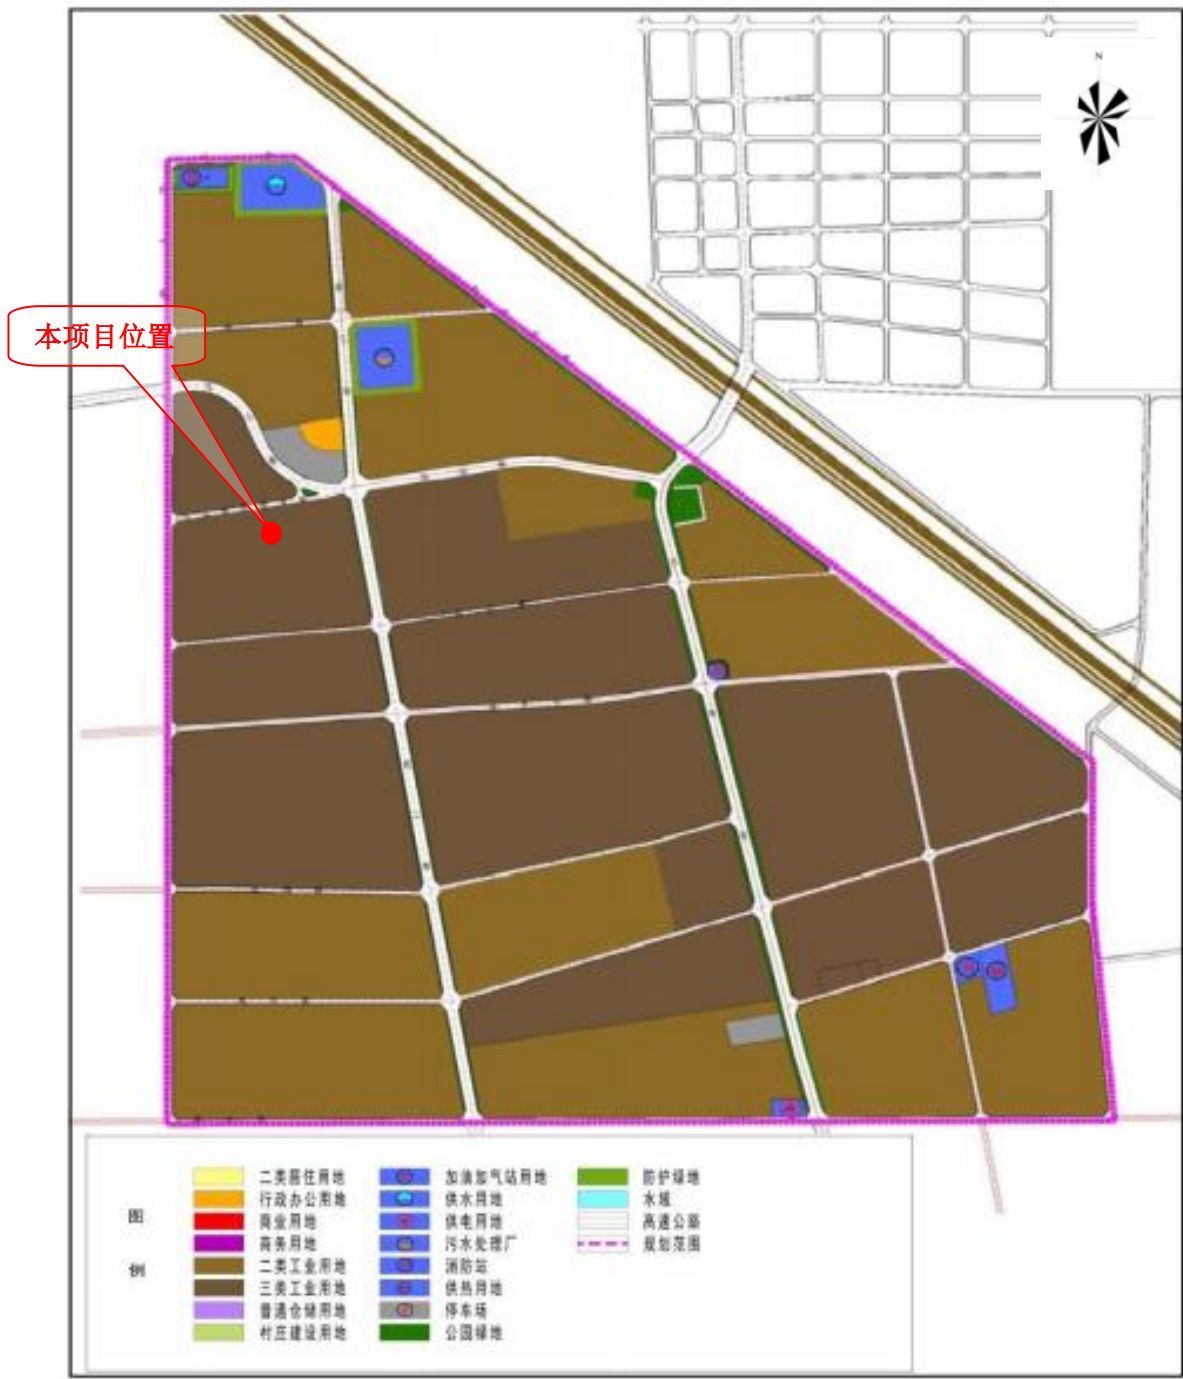 N
本项目位置
图
例
二类居住用地
行政办公用地
商业用地
商务用地
二类工业用地
三类工业用地
普通仓储用地
村庄建设用地
加油加气站用地
供水用地
供电用地
污水处理厂
消防站
供热用地
停车场
公园绿地
防护绿地
水域
高速公路
规划范围